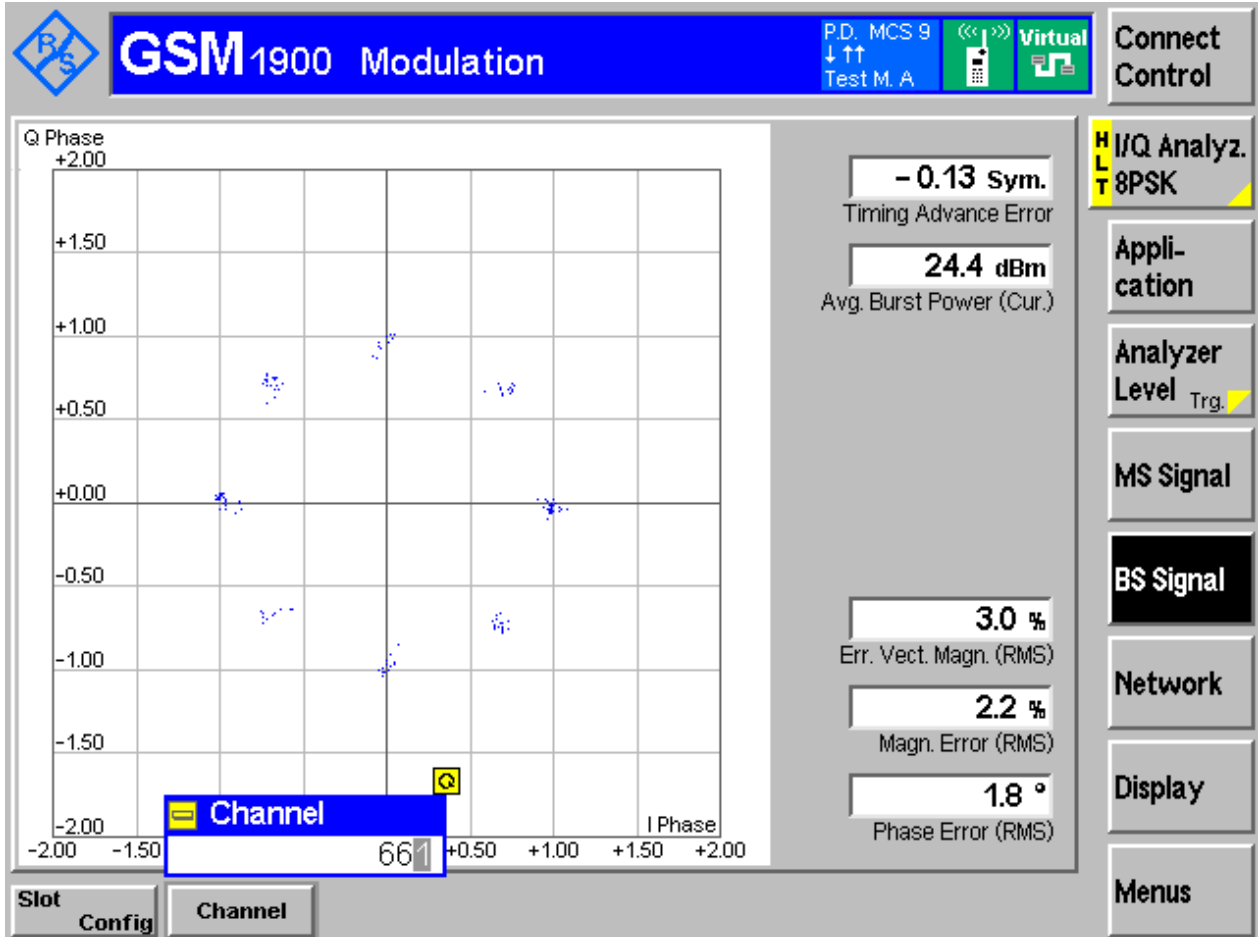 R/S
GSM 1900 Modulation
P.D. MCS 9
↓ ↑↑
Test M. A
Virtual
Connect
Control
Q Phase
+2.00
+1.50
+1.00
+0.50
+0.00
-0.50
-1.00
-1.50
-2.00
I Phase
-2.00 -1.50 +0.50 +1.00 +1.50 +2.00
Channel
661
-0.13 Sym.
Timing Advance Error
24.4 dBm
Avg. Burst Power (Cur.)
3.0 %
Err. Vect. Magn. (RMS)
2.2 %
Magn. Error (RMS)
1.8 °
Phase Error (RMS)
HLT
I/Q Analyz.
8PSK
Appli-
cation
Analyzer
Level Trg.
MS Signal
BS Signal
Network
Display
Menus
Slot
Config
Channel